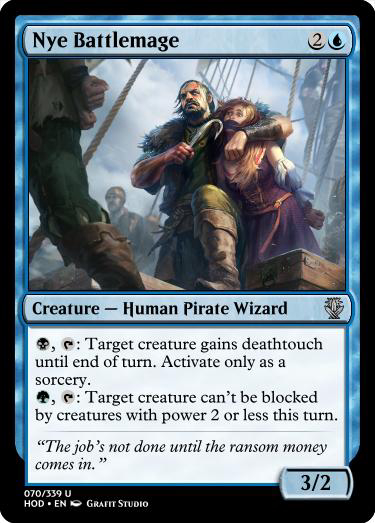 Nye Battlemage 2
Creature — Human Pirate Wizard
, : Target creature gains deathtouch
until end of turn. Activate only as a
sorcery.
, : Target creature can't be blocked
by creatures with power 2 or less this turn.
"The job's not done until the ransom money
comes in."
3/2
070/339 U
HOD • EN Grafit Studio